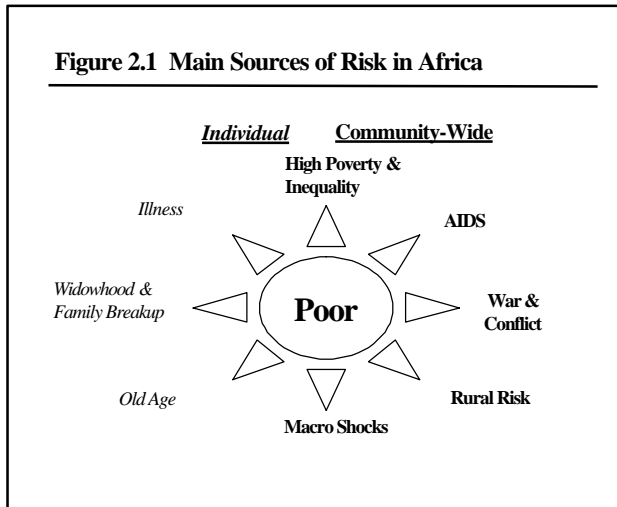 Figure 2.1 Main Sources of Risk in Africa
Individual Community-Wide
High Poverty &
Inequality
Illness
AIDS
Widowhood &
Family Breakup
Poor
War &
Conflict
Old Age
Rural Risk
Macro Shocks